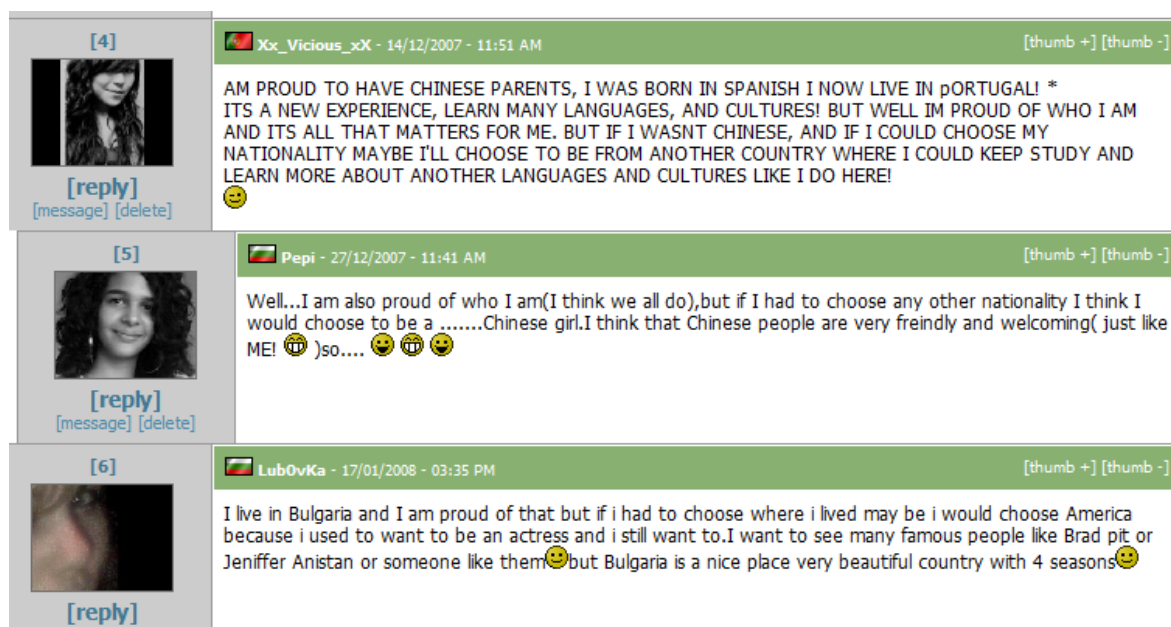 [4]
Xx_Vicious_xX - 14/12/2007 - 11:51 AM
[thumb +] [thumb -]
AM PROUD TO HAVE CHINESE PARENTS, I WAS BORN IN SPANISH I NOW LIVE IN pORTUGAL! *
ITS A NEW EXPERIENCE, LEARN MANY LANGUAGES, AND CULTURES! BUT WELL IM PROUD OF WHO I AM
AND ITS ALL THAT MATTERS FOR ME. BUT IF I WASNT CHINESE, AND IF I COULD CHOOSE MY
NATIONALITY MAYBE I'LL CHOOSE TO BE FROM ANOTHER COUNTRY WHERE I COULD KEEP STUDY AND
LEARN MORE ABOUT ANOTHER LANGUAGES AND CULTURES LIKE I DO HERE!
[reply]
[message] [delete]
[5]
Pepi - 27/12/2007 - 11:41 AM
[thumb +] [thumb -]
Well...I am also proud of who I am(I think we all do),but if I had to choose any other nationality I think I
would choose to be a .......Chinese girl.I think that Chinese people are very freindly and welcoming( just like
ME! )so....
[reply]
[message] [delete]
[6]
Lub0vKa - 17/01/2008 - 03:35 PM
[thumb +] [thumb -]
I live in Bulgaria and I am proud of that but if i had to choose where i lived may be i would choose America
because i used to want to be an actress and i still want to.I want to see many famous people like Brad pit or
Jeniffer Anistan or someone like them but Bulgaria is a nice place very beautiful country with 4 seasons
[reply]